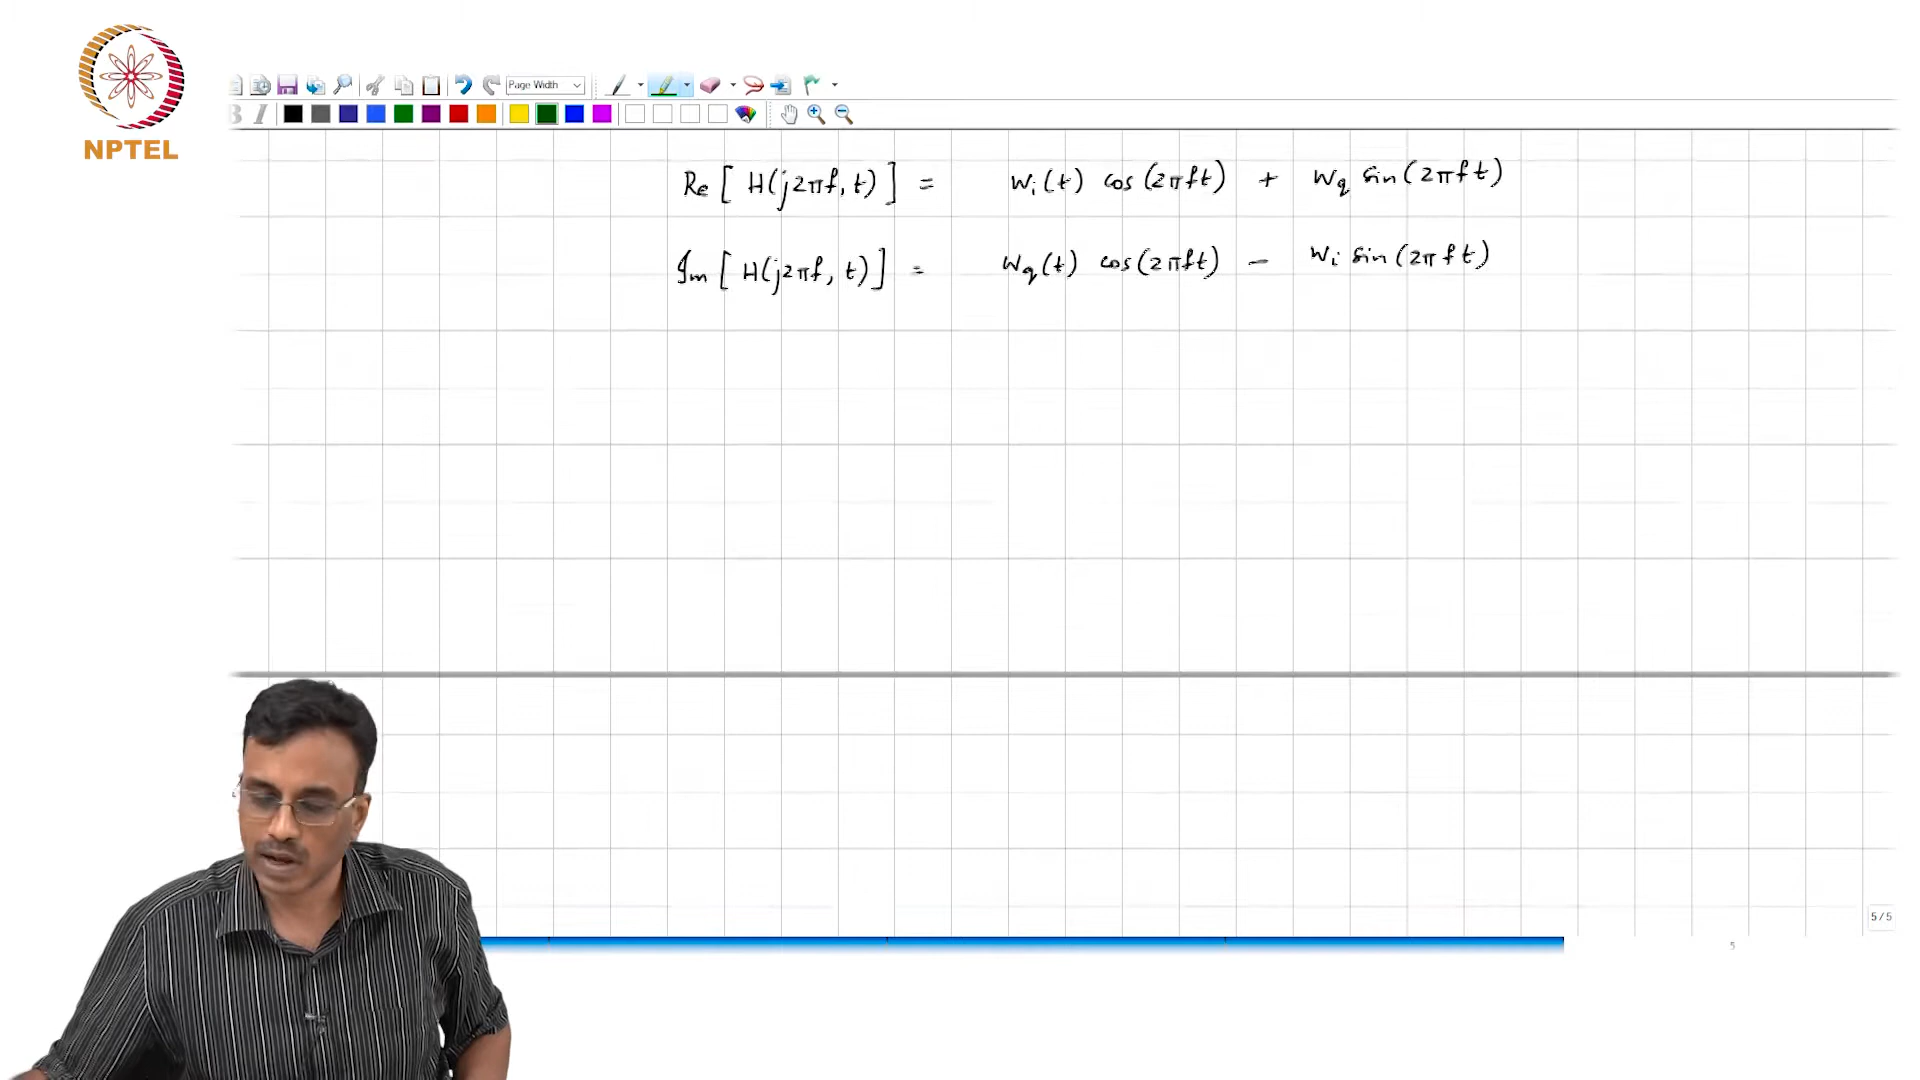 NPTEL
Page Width
B I
Re [ H(j2πf, t) ] = wi(t) cos(2πft) + wq sin(2πft)
Im [ H(j2πf, t) ] = wq(t) cos(2πft) − wi sin(2πft)
5/5
5